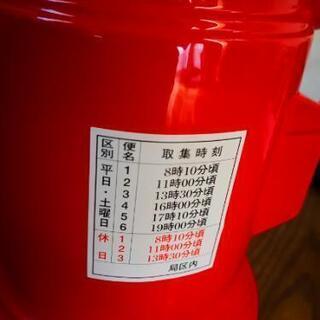 区別 便名 取集時刻
平日・土曜日 1 8時10分頃
2 11時00分頃
3 13時30分頃
4 16時00分頃
5 17時10分頃
6 19時00分頃
休日 1 8時10分頃
2 11時00分頃
3 13時30分頃
局区内